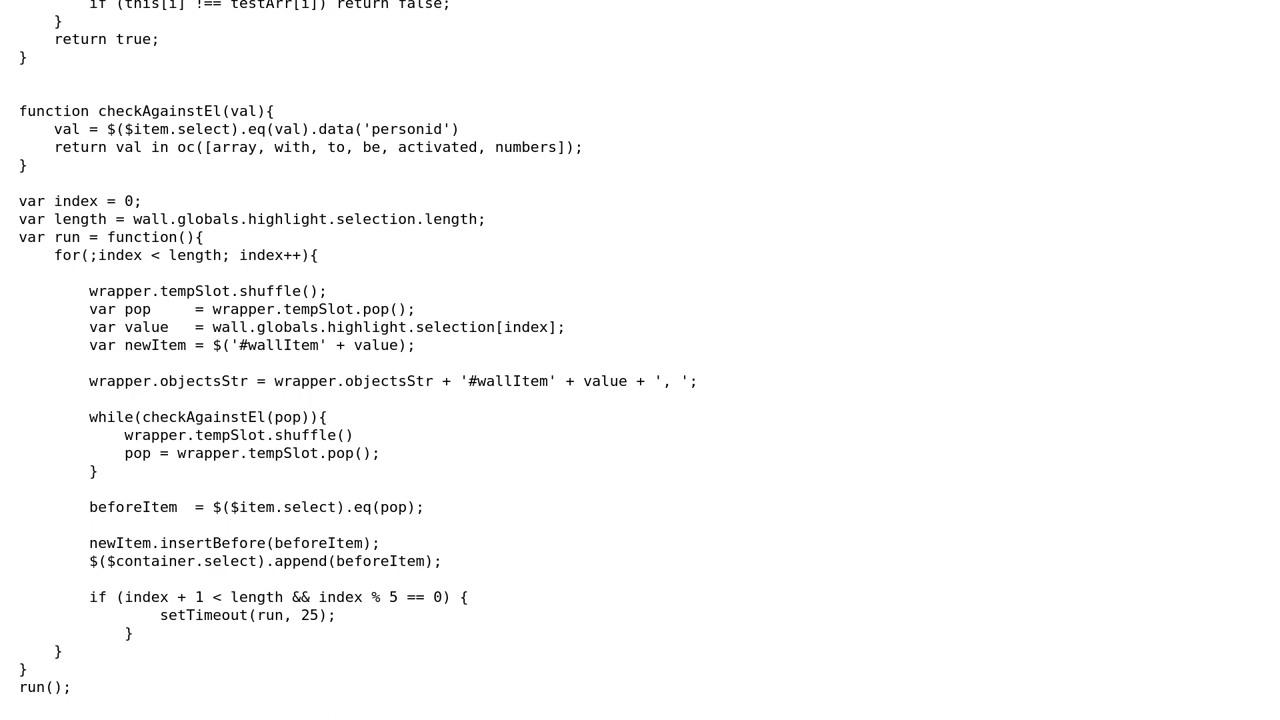 if (this[i] !== testArr[i]) return false;
    }
    return true;
}
function checkAgainstEl(val){
    val = $($item.select).eq(val).data('personid')
    return val in oc([array, with, to, be, activated, numbers]);
}
var index = 0;
var length = wall.globals.highlight.selection.length;
var run = function(){
    for(;index < length; index++){
        wrapper.tempSlot.shuffle();
        var pop     = wrapper.tempSlot.pop();
        var value   = wall.globals.highlight.selection[index];
        var newItem = $('#wallItem' + value);
        wrapper.objectsStr = wrapper.objectsStr + '#wallItem' + value + ', ';
        while(checkAgainstEl(pop)){
            wrapper.tempSlot.shuffle()
            pop = wrapper.tempSlot.pop();
        }
        beforeItem  = $($item.select).eq(pop);
        newItem.insertBefore(beforeItem);
        $($container.select).append(beforeItem);
        if (index + 1 < length && index % 5 == 0) {
                setTimeout(run, 25);
            }
    }
}
run();